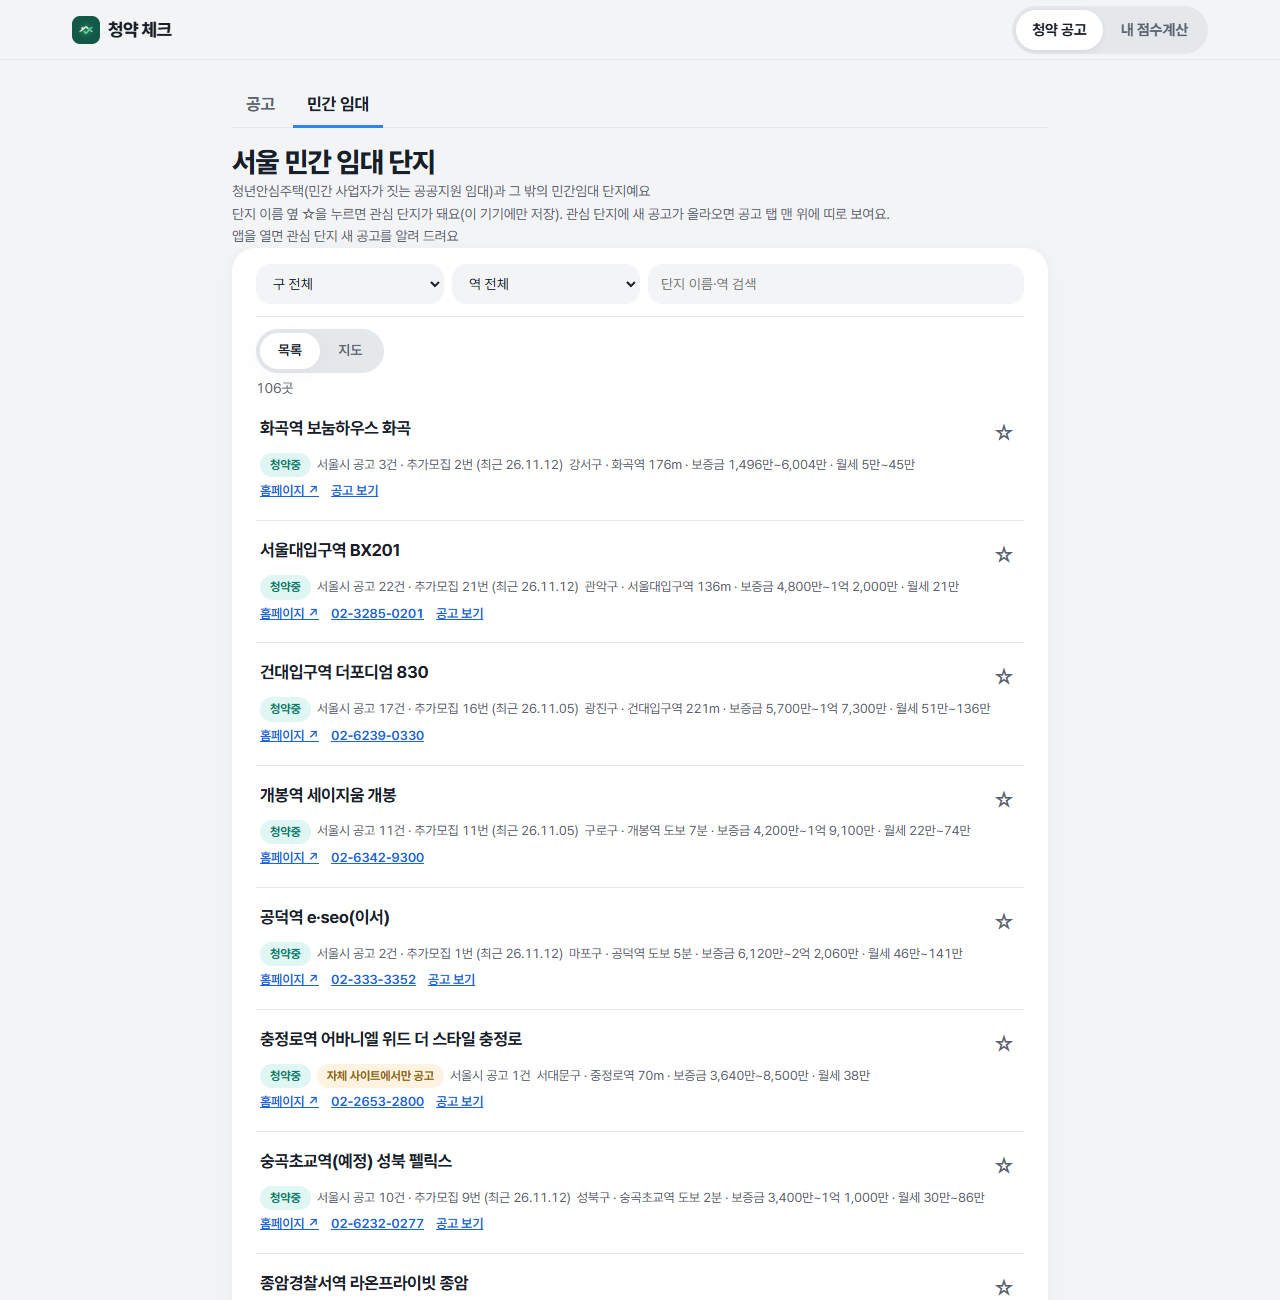 청약 체크
청약 공고
내 점수계산
공고
민간 임대
서울 민간 임대 단지
청년안심주택(민간 사업자가 짓는 공공지원 임대)과 그 밖의 민간임대 단지예요
단지 이름 옆 ☆을 누르면 관심 단지가 돼요(이 기기에만 저장). 관심 단지에 새 공고가 올라오면 공고 탭 맨 위에 띠로 보여요.
앱을 열면 관심 단지 새 공고를 알려 드려요
구 전체
역 전체
단지 이름·역 검색
목록
지도
106곳
화곡역 보눔하우스 화곡
☆
청약중 서울시 공고 3건 · 추가모집 2번 (최근 26.11.12) 강서구 · 화곡역 176m · 보증금 1,496만~6,004만 · 월세 5만~45만
홈페이지 ↗ 공고 보기
서울대입구역 BX201
☆
청약중 서울시 공고 22건 · 추가모집 21번 (최근 26.11.12) 관악구 · 서울대입구역 136m · 보증금 4,800만~1억 2,000만 · 월세 21만
홈페이지 ↗ 02-3285-0201 공고 보기
건대입구역 더포디엄 830
☆
청약중 서울시 공고 17건 · 추가모집 16번 (최근 26.11.05) 광진구 · 건대입구역 221m · 보증금 5,700만~1억 7,300만 · 월세 51만~136만
홈페이지 ↗ 02-6239-0330
개봉역 세이지움 개봉
☆
청약중 서울시 공고 11건 · 추가모집 11번 (최근 26.11.05) 구로구 · 개봉역 도보 7분 · 보증금 4,200만~1억 9,100만 · 월세 22만~74만
홈페이지 ↗ 02-6342-9300
공덕역 e·seo(이서)
☆
청약중 서울시 공고 2건 · 추가모집 1번 (최근 26.11.12) 마포구 · 공덕역 도보 5분 · 보증금 6,120만~2억 2,060만 · 월세 46만~141만
홈페이지 ↗ 02-333-3352 공고 보기
충정로역 어바니엘 위드 더 스타일 충정로
☆
청약중 자체 사이트에서만 공고 서울시 공고 1건 서대문구 · 충정로역 70m · 보증금 3,640만~8,500만 · 월세 38만
홈페이지 ↗ 02-2653-2800 공고 보기
숭곡초교역(예정) 성북 펠릭스
☆
청약중 서울시 공고 10건 · 추가모집 9번 (최근 26.11.12) 성북구 · 숭곡초교역 도보 2분 · 보증금 3,400만~1억 1,000만 · 월세 30만~86만
홈페이지 ↗ 02-6232-0277 공고 보기
종암경찰서역 라온프라이빗 종암
☆